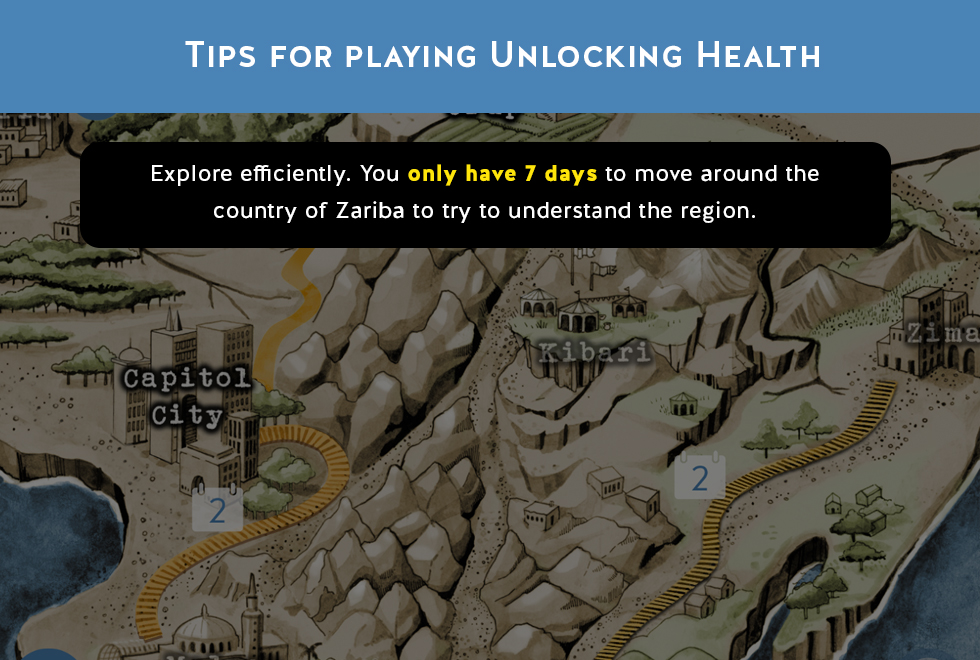 Tips for playing Unlocking Health
Explore efficiently. You only have 7 days to move around the
country of Zariba to try to understand the region.
Kibari
Capitol
City
2
2